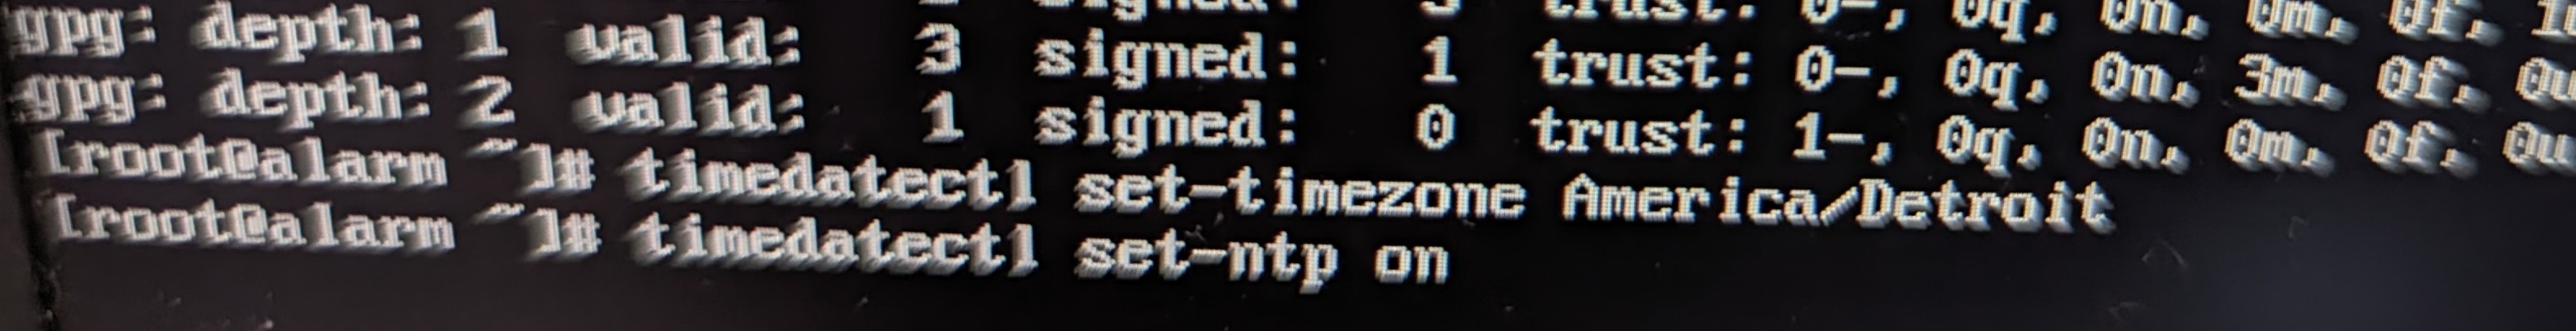 gpg: depth: 1 valid: 3 signed: 1 trust: 0-, 0q, 0n, 3m, 0f, 0u
gpg: depth: 2 valid: 1 signed: 0 trust: 1-, 0q, 0n, 0m, 0f, 0u
[root@alarm ~]# timedatectl set-timezone America/Detroit
[root@alarm ~]# timedatectl set-ntp on